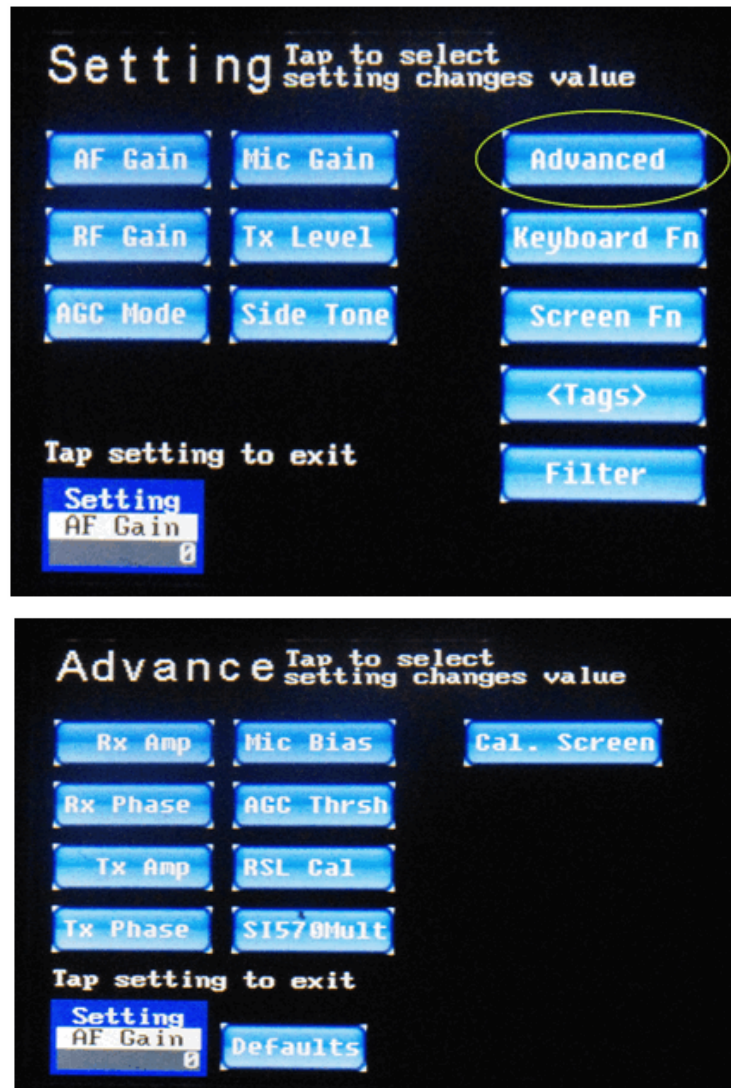 Setting Tap to select
setting changes value
AF Gain Mic Gain Advanced
RF Gain Tx Level Keyboard Fn
AGC Mode Side Tone Screen Fn
<Tags>
Tap setting to exit
Filter
Setting
AF Gain
0
Advance Tap to select
setting changes value
Rx Amp Mic Bias Cal. Screen
Rx Phase AGC Thrsh
Tx Amp RSL Cal
Tx Phase SI570Mult
Tap setting to exit
Setting
AF Gain
0
Defaults